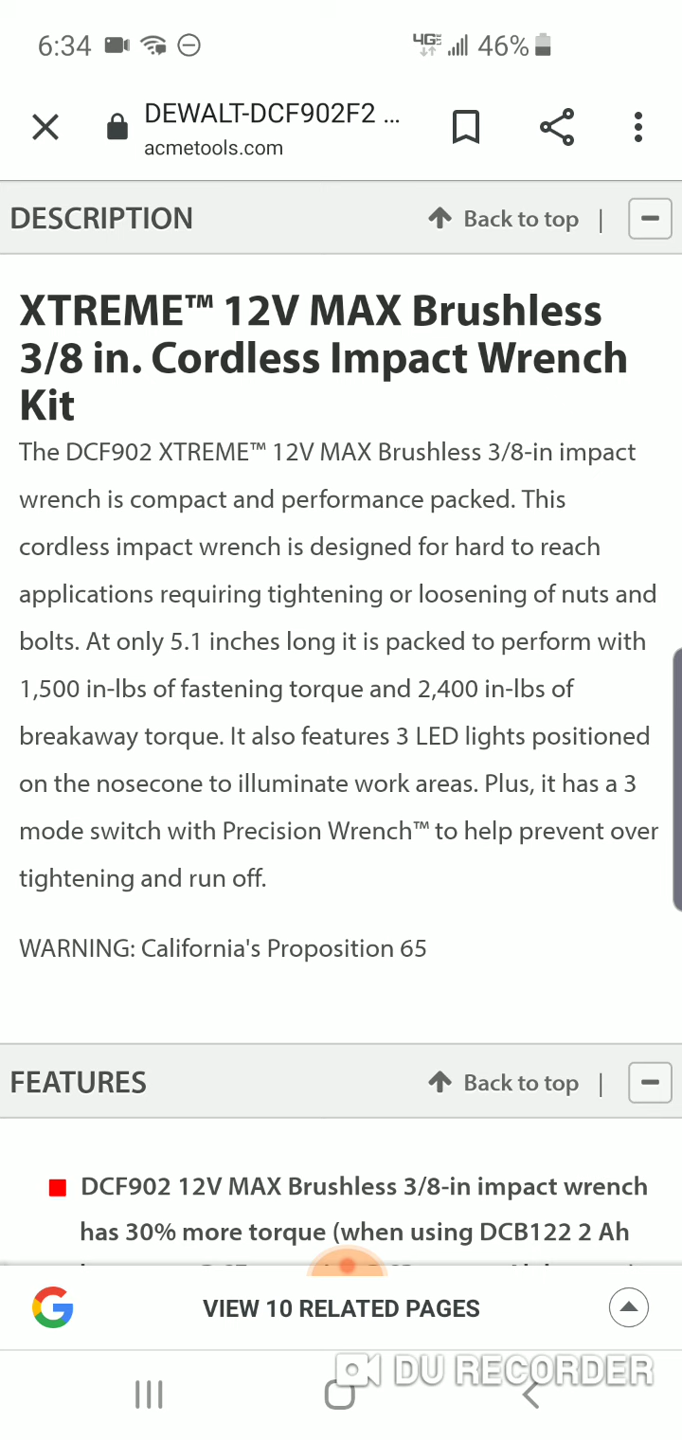 6:34 4GE 46%
DEWALT-DCF902F2 ...
acmetools.com
DESCRIPTION Back to top |
XTREME™ 12V MAX Brushless
3/8 in. Cordless Impact Wrench
Kit
The DCF902 XTREME™ 12V MAX Brushless 3/8-in impact
wrench is compact and performance packed. This
cordless impact wrench is designed for hard to reach
applications requiring tightening or loosening of nuts and
bolts. At only 5.1 inches long it is packed to perform with
1,500 in-lbs of fastening torque and 2,400 in-lbs of
breakaway torque. It also features 3 LED lights positioned
on the nosecone to illuminate work areas. Plus, it has a 3
mode switch with Precision Wrench™ to help prevent over
tightening and run off.
WARNING: California's Proposition 65
FEATURES Back to top |
DCF902 12V MAX Brushless 3/8-in impact wrench
has 30% more torque (when using DCB122 2 Ah
VIEW 10 RELATED PAGES
DU RECORDER